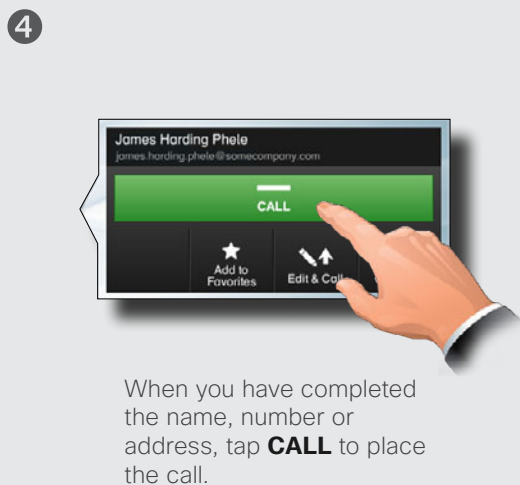 4
James Harding Phele
james.harding.phele@somecompany.com
CALL
Add to
Favorites
Edit & Call
When you have completed
the name, number or
address, tap CALL to place
the call.